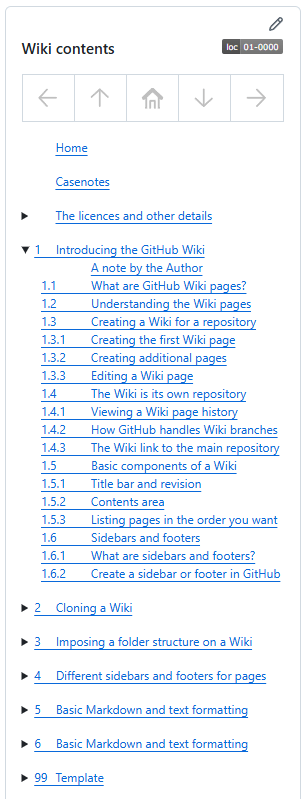 Wiki contents
loc 01-0000
Home
Casenotes
The licences and other details
1 Introducing the GitHub Wiki
A note by the Author
1.1 What are GitHub Wiki pages?
1.2 Understanding the Wiki pages
1.3 Creating a Wiki for a repository
1.3.1 Creating the first Wiki page
1.3.2 Creating additional pages
1.3.3 Editing a Wiki page
1.4 The Wiki is its own repository
1.4.1 Viewing a Wiki page history
1.4.2 How GitHub handles Wiki branches
1.4.3 The Wiki link to the main repository
1.5 Basic components of a Wiki
1.5.1 Title bar and revision
1.5.2 Contents area
1.5.3 Listing pages in the order you want
1.6 Sidebars and footers
1.6.1 What are sidebars and footers?
1.6.2 Create a sidebar or footer in GitHub
2 Cloning a Wiki
3 Imposing a folder structure on a Wiki
4 Different sidebars and footers for pages
5 Basic Markdown and text formatting
6 Basic Markdown and text formatting
99 Template